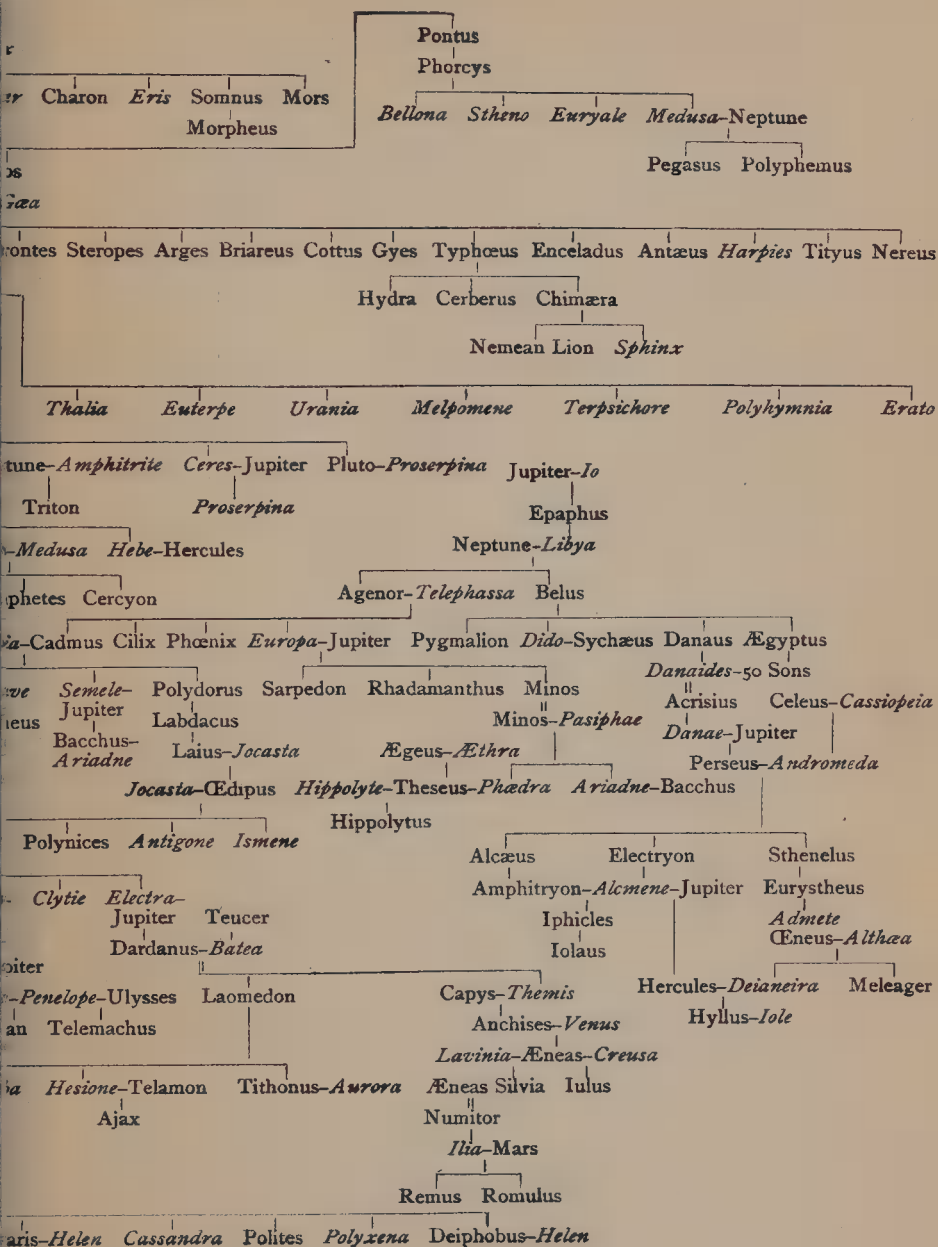 Pontus
Phorcys
Charon Eris Somnus Mors
Bellona Stheno Euryale Medusa–Neptune
Morpheus
Pegasus Polyphemus
Steropes Arges Briareus Cottus Gyes Typhœus Enceladus Antæus Harpies Tityus Nereus
Hydra Cerberus Chimæra
Nemean Lion Sphinx
Thalia Euterpe Urania Melpomene Terpsichore Polyhymnia Erato
tune–Amphitrite Ceres–Jupiter Pluto–Proserpina Jupiter–Io
Triton Proserpina Epaphus
–Medusa Hebe–Hercules Neptune–Libya
phetes Cercyon Agenor–Telephassa Belus
–Cadmus Cilix Phœnix Europa–Jupiter Pygmalion Dido–Sychæus Danaus Ægyptus
Danaides–50 Sons
Semele– Polydorus Sarpedon Rhadamanthus Minos Acrisius Celeus–Cassiopeia
Jupiter Labdacus Minos–Pasiphae Danae–Jupiter
Bacchus– Laius–Jocasta Ægeus–Æthra
Ariadne Perseus–Andromeda
Jocasta–Œdipus Hippolyte–Theseus–Phædra Ariadne–Bacchus
Hippolytus
Polynices Antigone Ismene
Alcæus Electryon Sthenelus
Clytie Electra– Amphitryon–Alcmene–Jupiter Eurystheus
Jupiter Teucer Iphicles Admete
Dardanus–Batea Iolaus Œneus–Althæa
piter
–Penelope–Ulysses Laomedon Capys–Themis Hercules–Deianeira Meleager
an Telemachus Anchises–Venus Hyllus–Iole
Lavinia–Æneas–Creusa
Hesione–Telamon Tithonus–Aurora Æneas Silvia Iulus
Ajax Numitor
Ilia–Mars
Remus Romulus
aris–Helen Cassandra Polites Polyxena Deiphobus–Helen